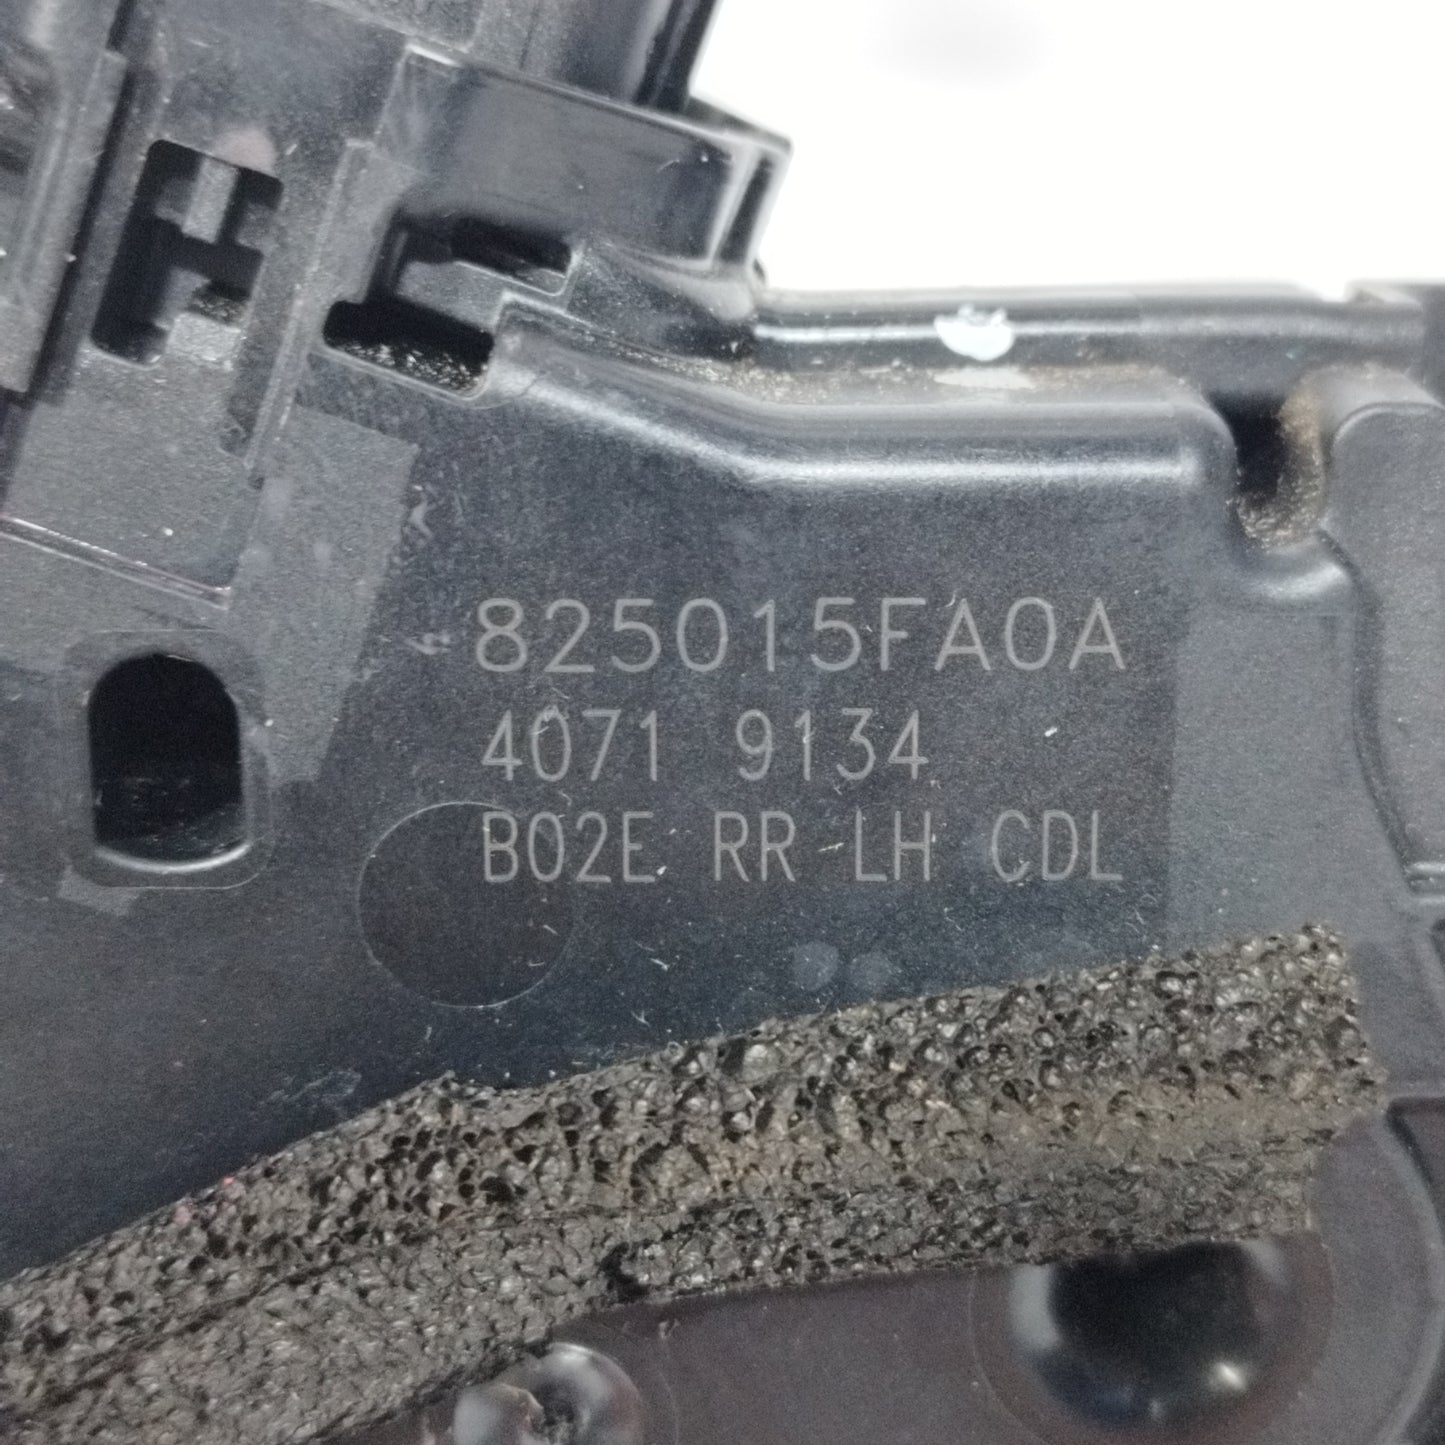 825015FA0A
4071 9134
B02E RR LH CDL